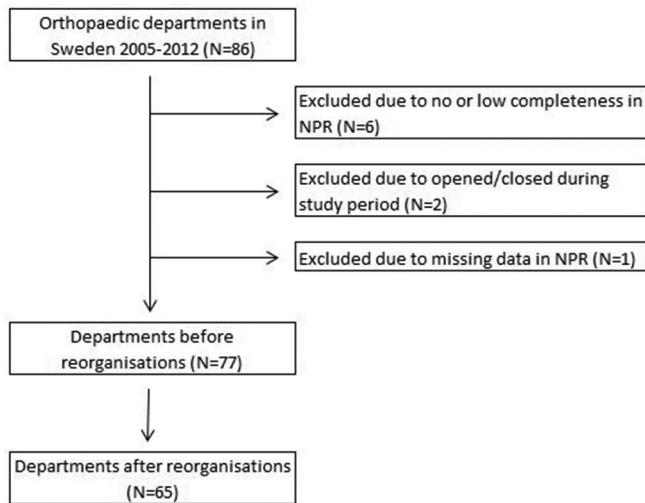 Orthopaedic departments in
Sweden 2005-2012 (N=86)
Excluded due to no or low completeness in
NPR (N=6)
Excluded due to opened/closed during
study period (N=2)
Excluded due to missing data in NPR (N=1)
Departments before
reorganisations (N=77)
Departments after reorganisations
(N=65)